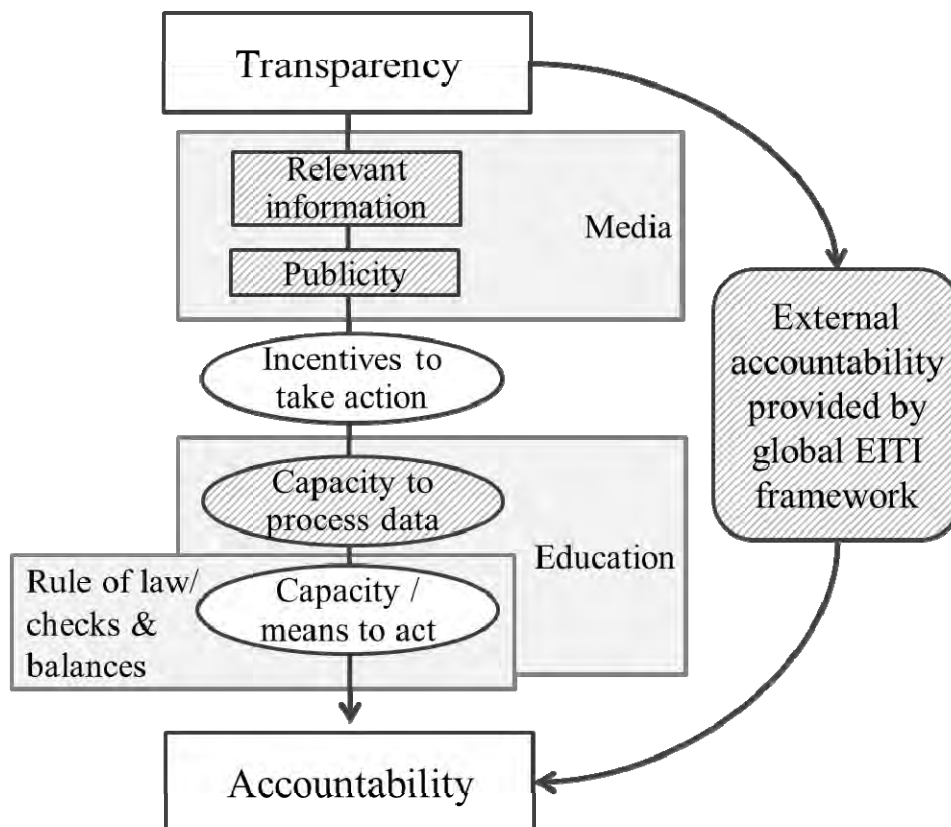 Transparency
Relevant
information
Media
Publicity
Incentives to
take action
External
accountability
provided by
global EITI
framework
Capacity to
process data
Education
Rule of law/
checks &
balances
Capacity /
means to act
Accountability